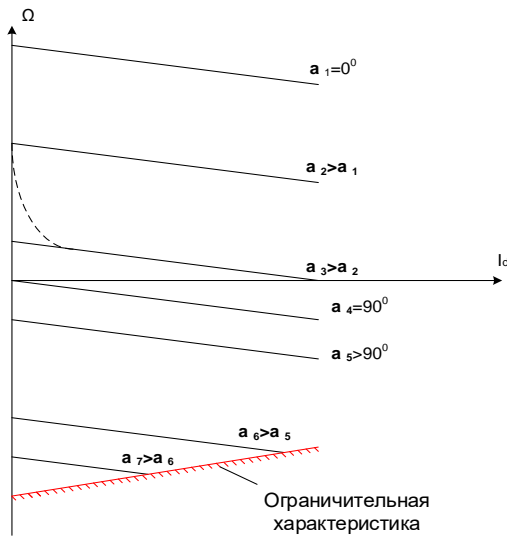 Ω
a ₁=0⁰
a ₂>a ₁
I
a ₃>a ₂
a ₄=90⁰
a ₅>90⁰
a ₆>a ₅
a ₇>a ₆
Ограничительная
характеристика